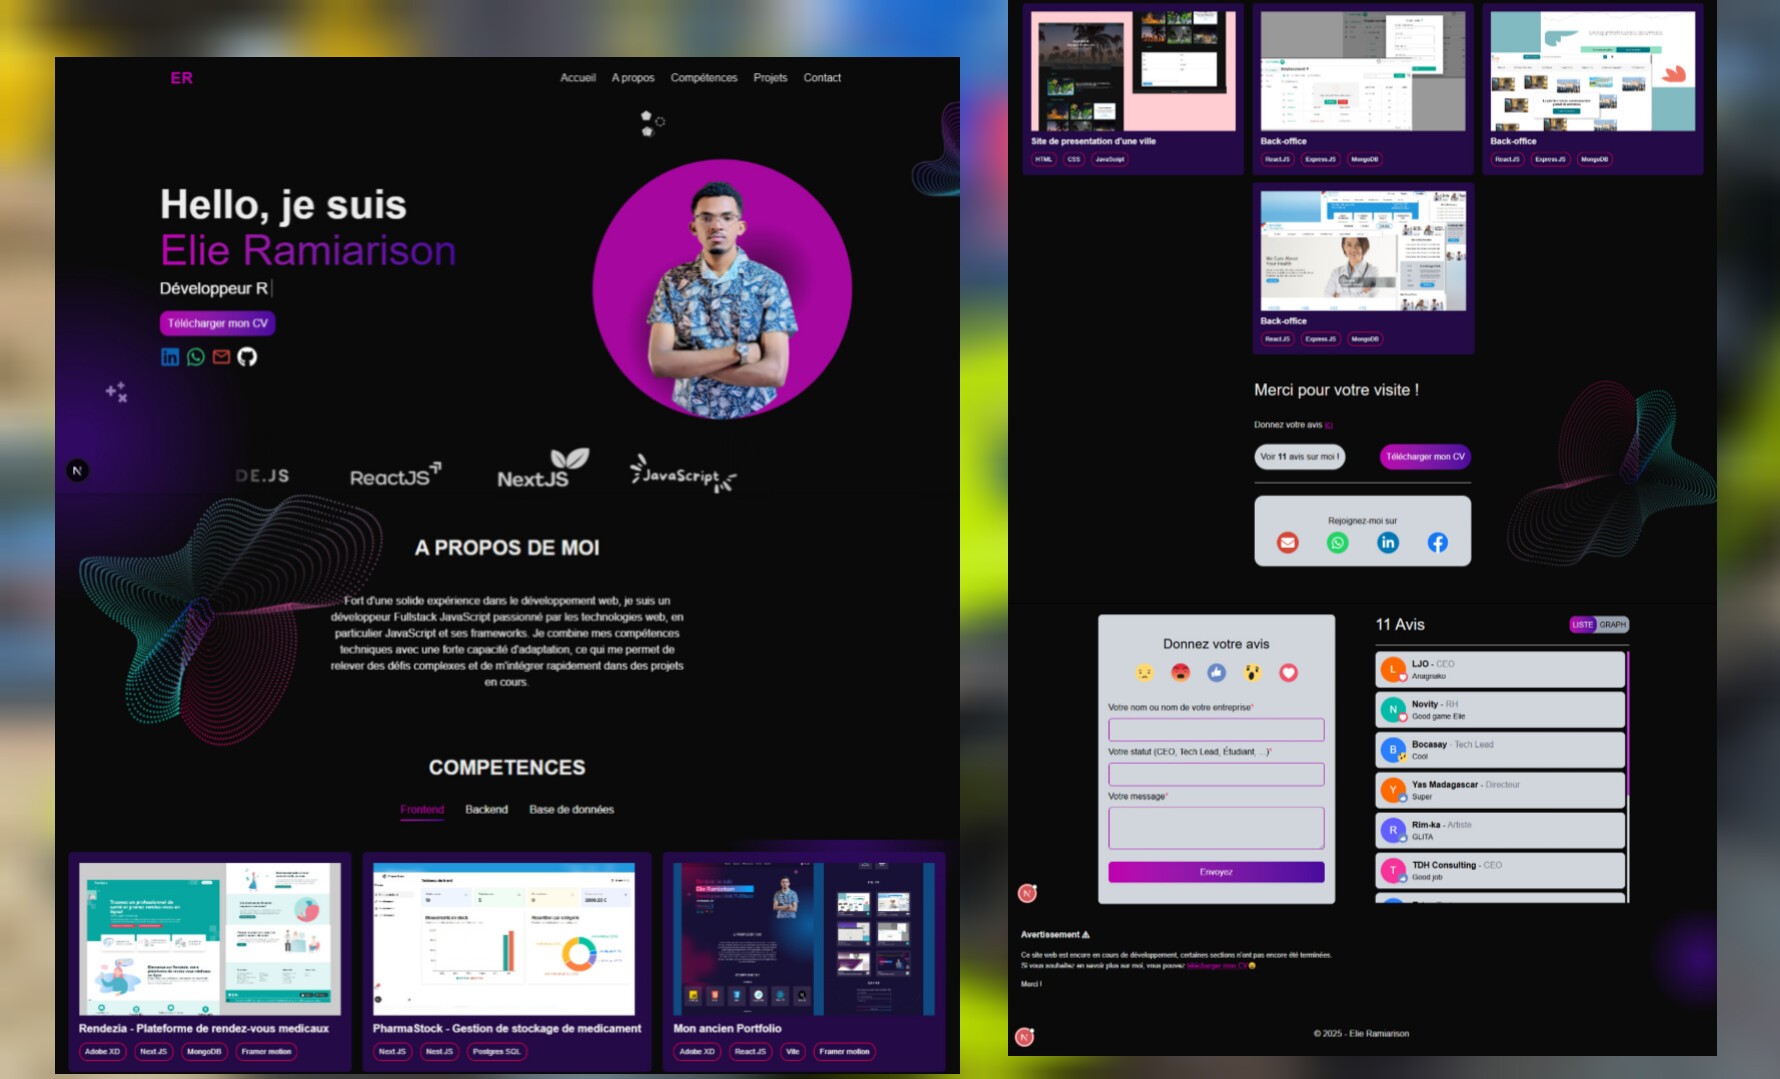 ER
Accueil A propos Compétences Projets Contact
Hello, je suis
Elie Ramiarison
Développeur R
Télécharger mon CV
in
N
DE.JS ReactJS NextJS JavaScript
A PROPOS DE MOI
Fort d'une solide expérience dans le développement web, je suis un
développeur Fullstack JavaScript passionné par les technologies web, en
particulier JavaScript et ses frameworks. Je combine mes compétences
techniques avec une forte capacité d'adaptation, ce qui me permet de
relever des défis complexes et de m'intégrer rapidement dans des projets
en cours.
COMPETENCES
Frontend Backend Base de données
Rendezia - Plateforme de rendez-vous medicaux
Adobe XD Next.JS MongoDB Framer motion
PharmaStock - Gestion de stockage de medicament
Next.JS Nest.JS Postgres SQL
Mon ancien Portfolio
Adobe XD React.JS Vite Framer motion
Site de presentation d'une ville
HTML CSS JavaScript
Back-office
React.JS Express.JS MongoDB
Back-office
React.JS Express.JS MongoDB
We Care About
Your Health
Back-office
React.JS Express.JS MongoDB
Merci pour votre visite !
Donnez votre avis ici
Voir 11 avis sur moi !
Télécharger mon CV
Rejoignez-moi sur
in
Donnez votre avis
Votre nom ou nom de votre entreprise*
Votre statut (CEO, Tech Lead, Étudiant, ...)*
Votre message*
Envoyez
11 Avis
LISTE GRAPH
L
LJO - CEO
Anagnako
N
Novity - RH
Good game Elie
B
Bocasay - Tech Lead
Cool
Y
Yas Madagascar - Directeur
Super
R
Rim-ka - Artiste
GLITA
T
TDH Consulting - CEO
Good job
N
Avertissement ⚠
Ce site web est encore en cours de développement, certaines sections n'ont pas encore été terminées.
Si vous souhaitez en savoir plus sur moi, vous pouvez télécharger mon CV
Merci !
N
© 2025 - Elie Ramiarison